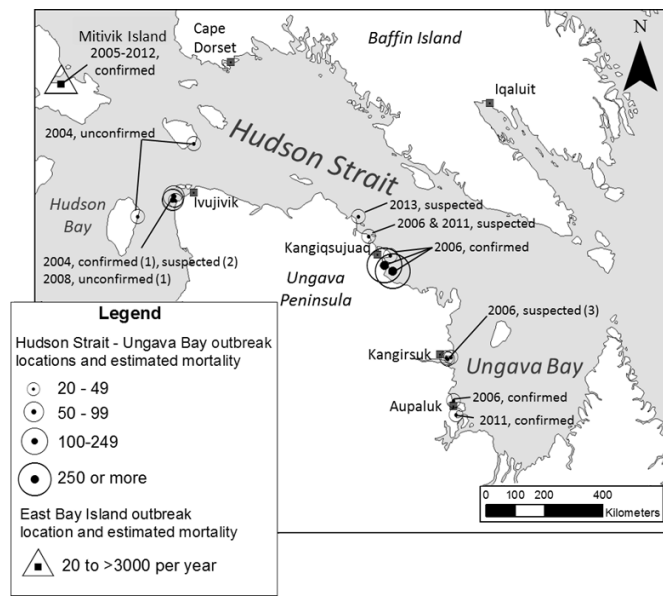 Mitivik Island
2005-2012,
confirmed
Cape
Dorset
Baffin Island
N
Iqaluit
2004, unconfirmed
Hudson Strait
Hudson
Bay
Ivujivik
2013, suspected
2006 & 2011, suspected
Kangiqsujuaq
2006, confirmed
2004, confirmed (1), suspected (2)
2008, unconfirmed (1)
Ungava
Peninsula
2006, suspected (3)
Kangirsuk
Ungava Bay
2006, confirmed
Aupaluk
2011, confirmed
0 100 200 400
Kilometers
Legend
Hudson Strait - Ungava Bay outbreak
locations and estimated mortality
20 - 49
50 - 99
100-249
250 or more
East Bay Island outbreak
location and estimated mortality
20 to >3000 per year